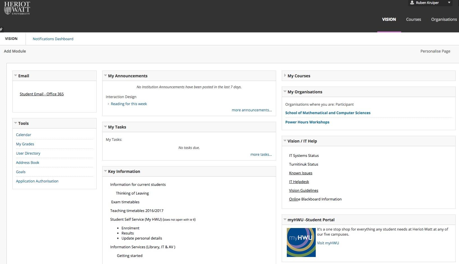 HERIOT
WATT
UNIVERSITY
Ruban Kruiper
VISION
Courses
Organisations
VISION
Notifications Dashboard
Add Module
Personalise Page
Email
Student Email - Office 365
Tools
Calendar
My Grades
User Directory
Address Book
Goals
Application Authorisation
My Announcements
No Institution Announcements have been posted in the last 7 days.
Interaction Design
Reading for this week
more announcements...
My Tasks
My Tasks:
No tasks due.
more tasks...
Key Information
Information for current students
Thinking of Leaving
Exam timetables
Teaching timetables 2016/2017
Student Self Service (My HWU)
Enrolment
Results
Update personal details
Information Services (Library, IT & AV )
Getting started
My Courses
My Organisations
Organisations where you are: Participant
School of Mathematical and Computer Sciences
Power Hours Workshops
Vision / IT Help
IT Systems Status
Turnitinuk Status
Known Issues
IT Helpdesk
Vision Guidelines
Online Blackboard Information
myHWU -Student Portal
myHWU
It's a one stop shop for everything any student needs at Heriot-Watt at any of
our five campuses.
Visit myHWU